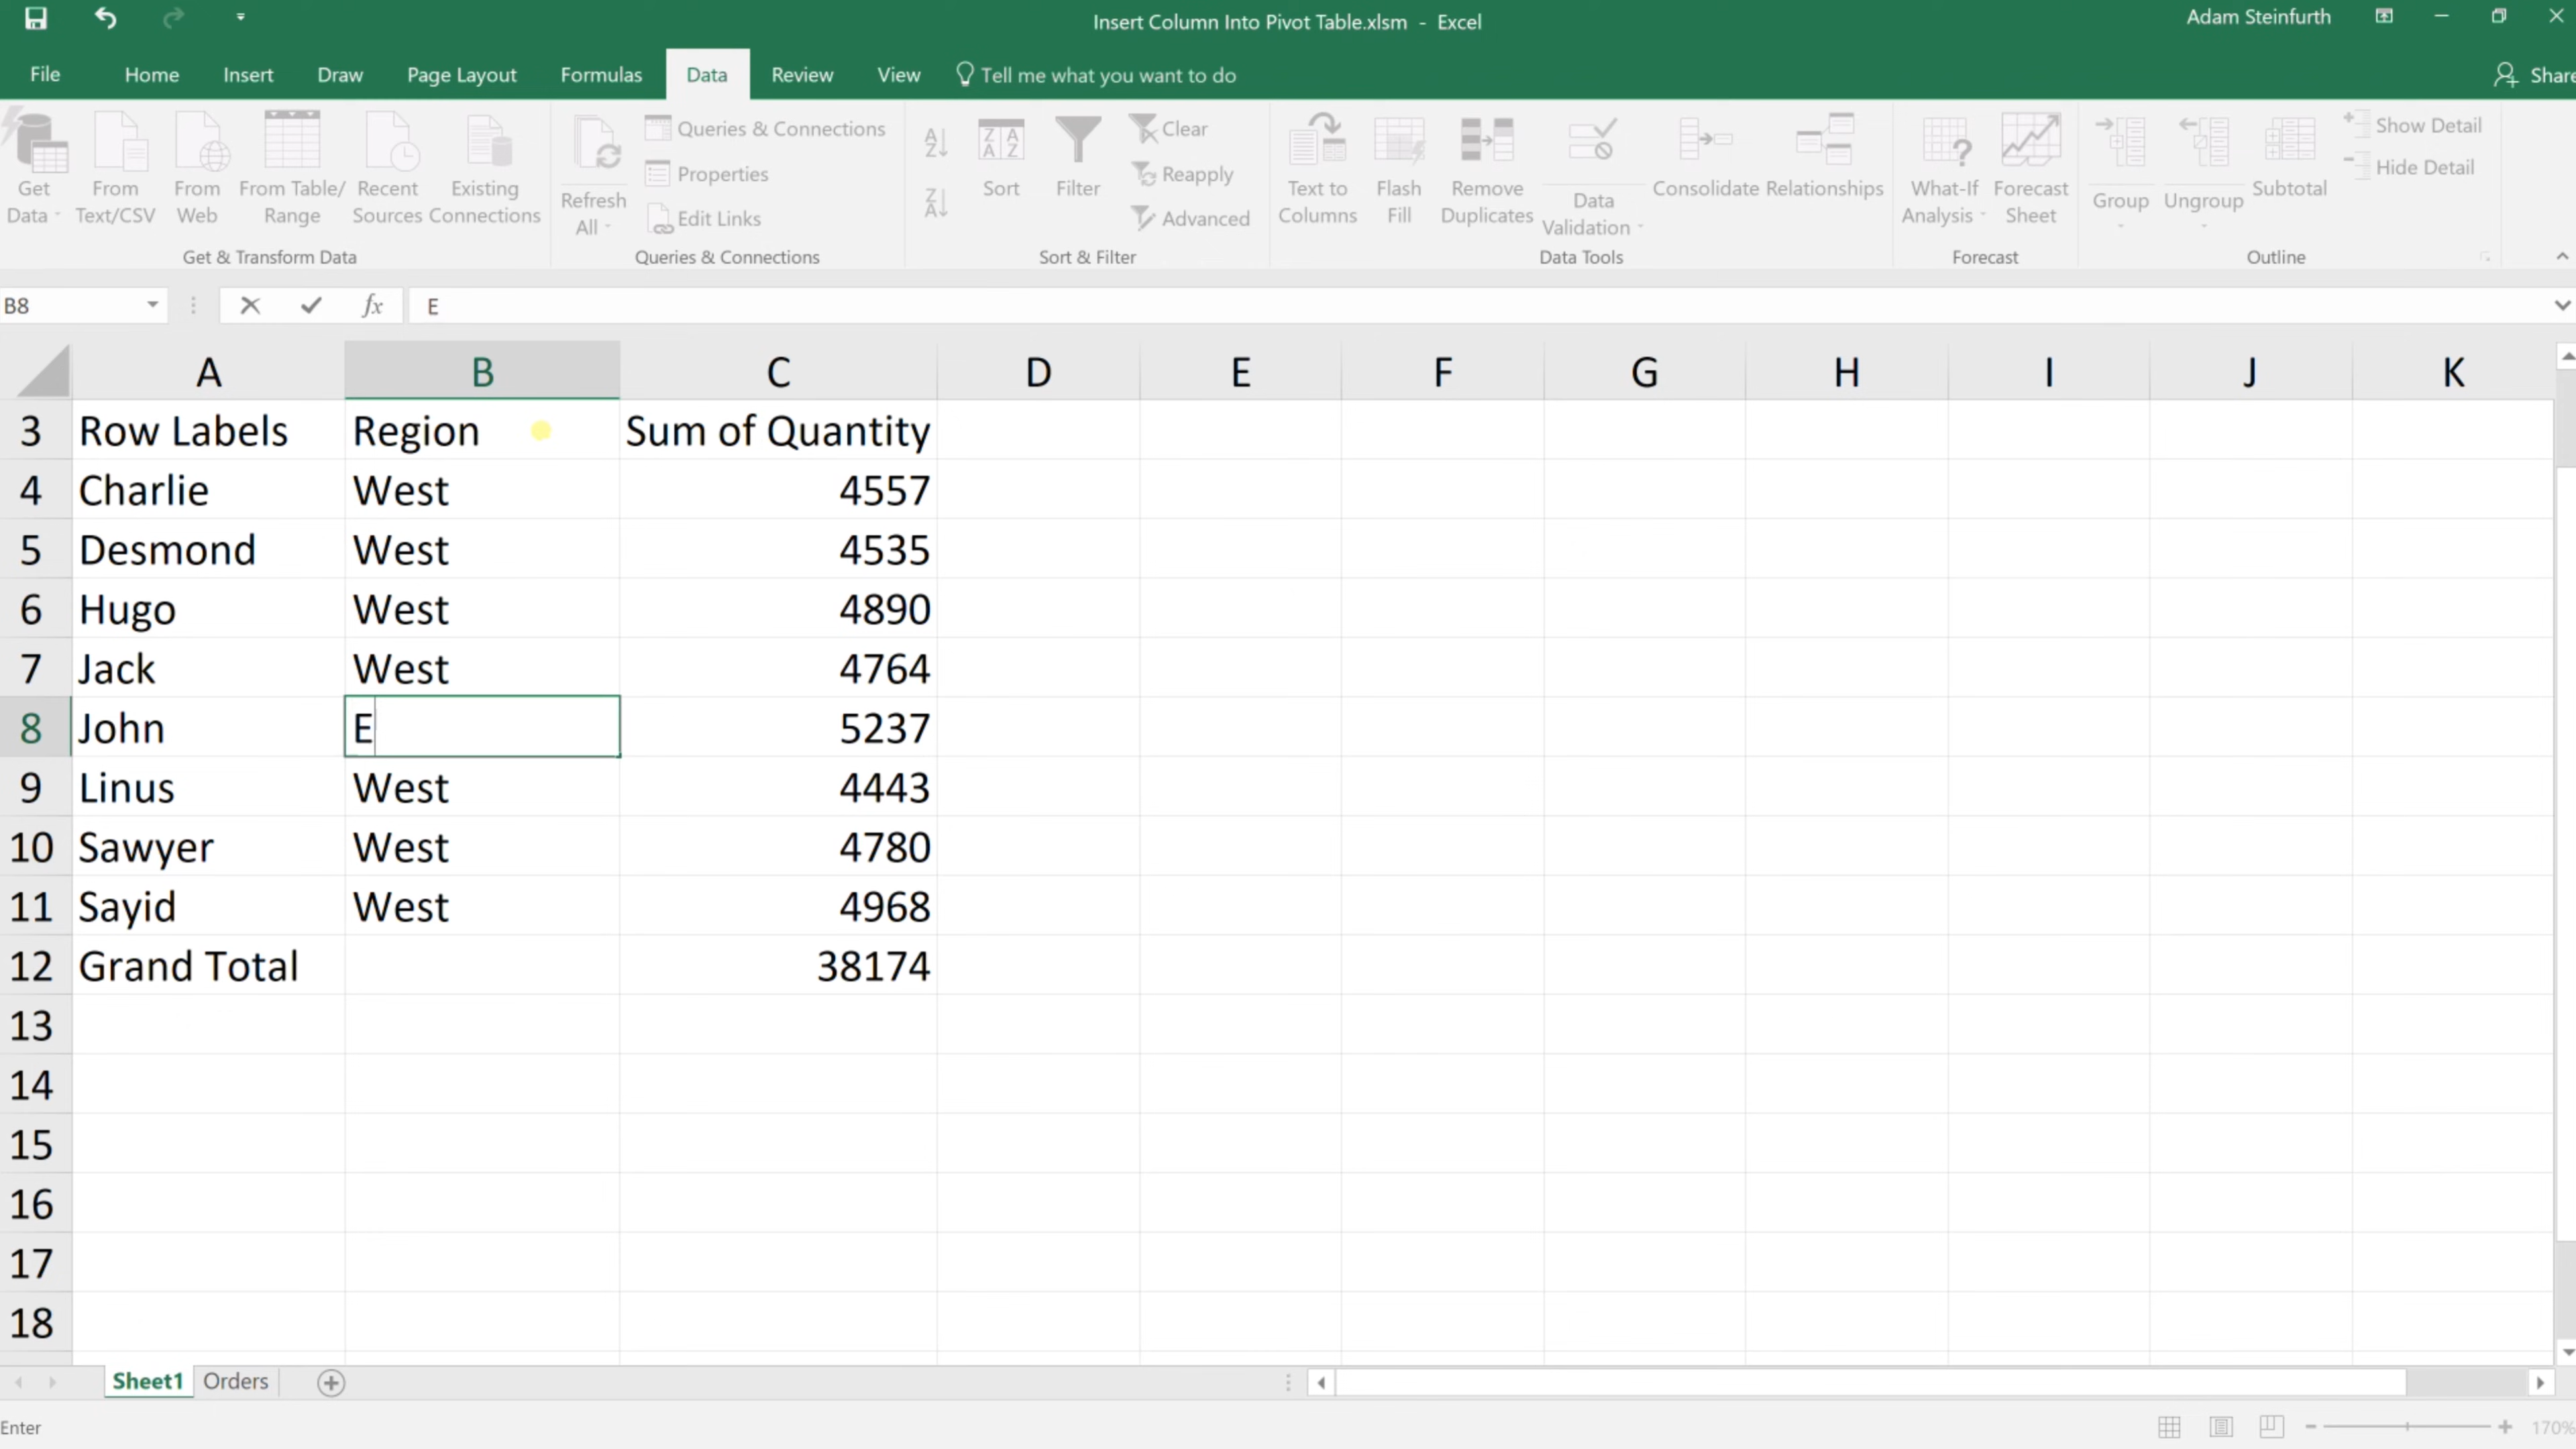 Insert Column Into Pivot Table.xlsm - Excel
Adam Steinfurth
File Home Insert Draw Page Layout Formulas Data Review View Tell me what you want to do
Get Data
From Text/CSV
From Web
From Table/ Range
Recent Sources
Existing Connections
Get & Transform Data
Refresh All
Queries & Connections
Properties
Edit Links
Queries & Connections
Sort
Filter
Clear
Reapply
Advanced
Sort & Filter
Text to Columns
Flash Fill
Remove Duplicates
Data Validation
Consolidate
Relationships
Data Tools
What-If Analysis
Forecast Sheet
Forecast
Group
Ungroup
Subtotal
Show Detail
Hide Detail
Outline
B8 fx E
A B C D E F G H I J K
3 Row Labels Region Sum of Quantity
4 Charlie West 4557
5 Desmond West 4535
6 Hugo West 4890
7 Jack West 4764
8 John E 5237
9 Linus West 4443
10 Sawyer West 4780
11 Sayid West 4968
12 Grand Total 38174
13
14
15
16
17
18
Sheet1 Orders
Enter